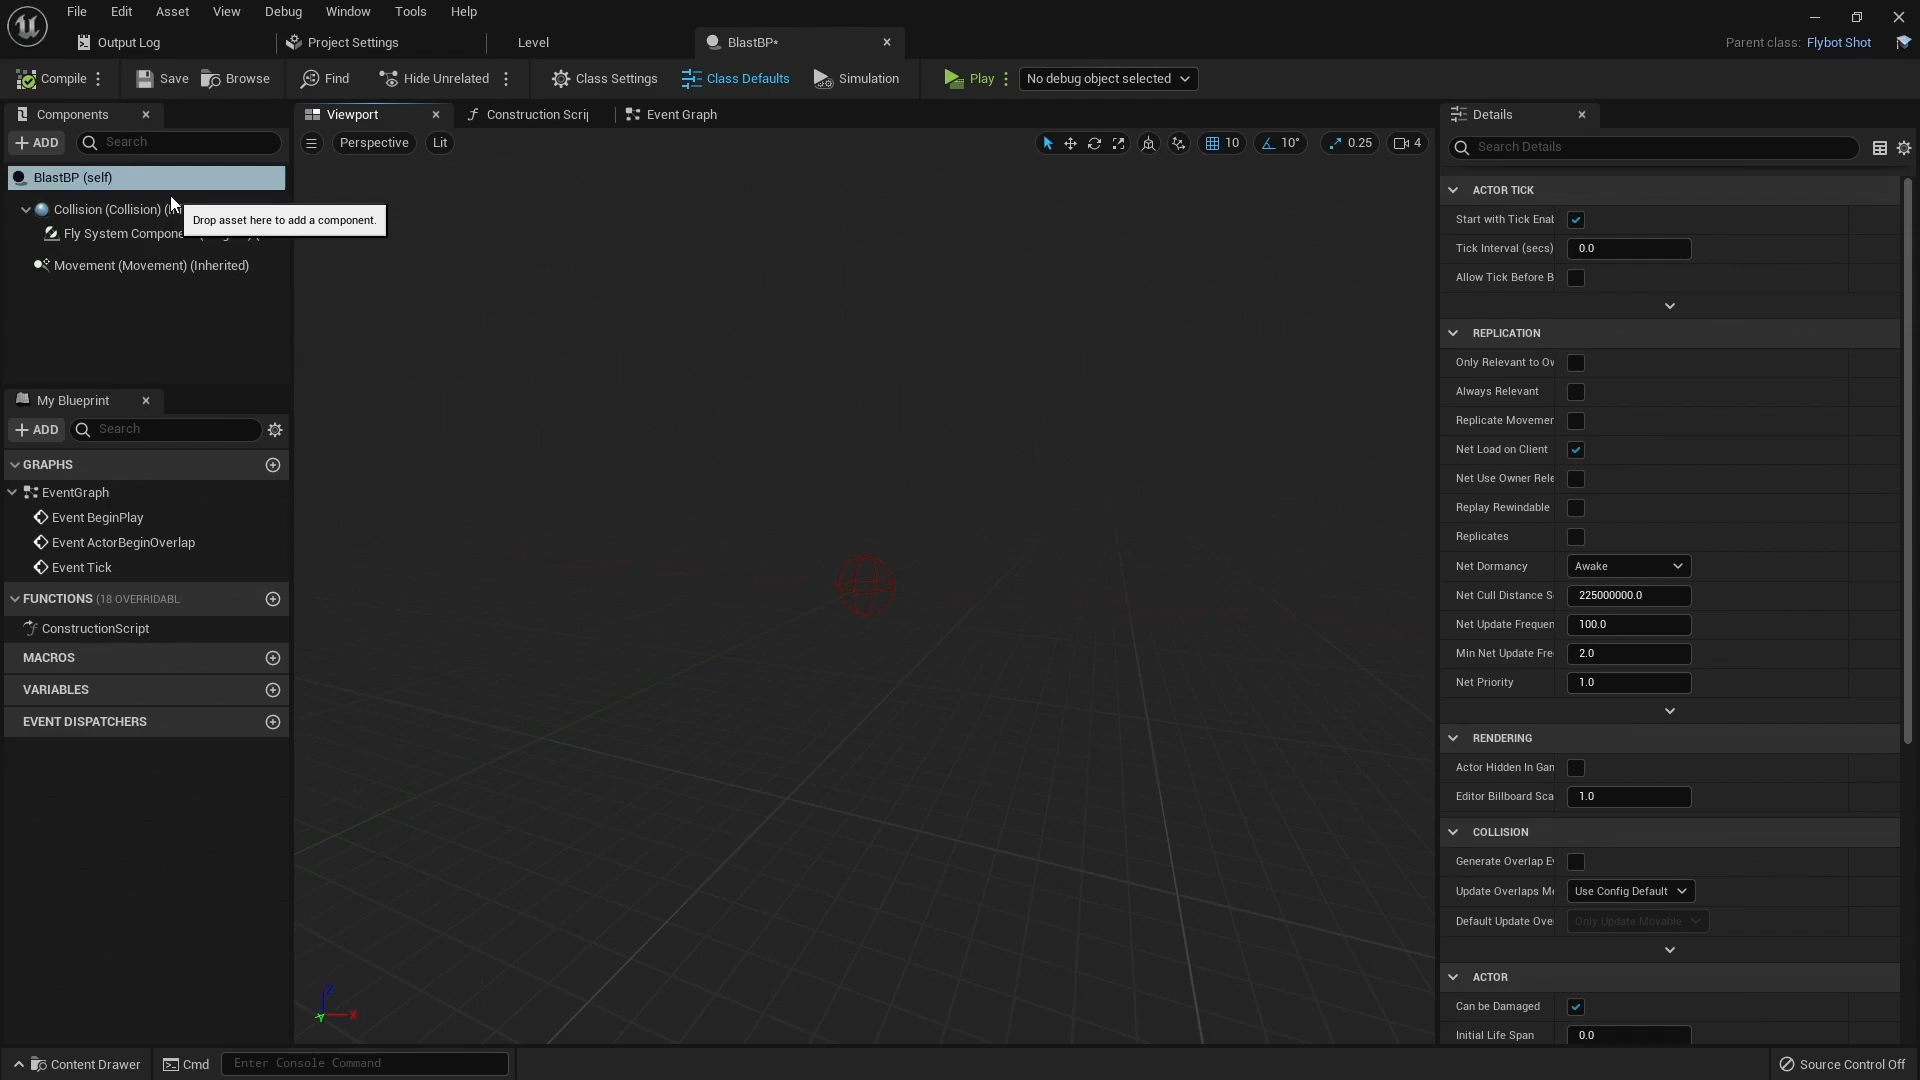 File Edit Asset View Debug Window Tools Help
Output Log Project Settings Level BlastBP* Parent class: Flybot Shot
Compile Save Browse Find Hide Unrelated Class Settings Class Defaults Simulation Play No debug object selected
Components Viewport Construction Scrip Event Graph Details
ADD Search Perspective Lit 10 10° 0.25 4 Search Details
BlastBP (self)
Collision (Collision) (
Drop asset here to add a component.
Fly System Compone
Movement (Movement) (Inherited)
My Blueprint
ADD Search
GRAPHS
EventGraph
Event BeginPlay
Event ActorBeginOverlap
Event Tick
FUNCTIONS (18 OVERRIDABL
ConstructionScript
MACROS
VARIABLES
EVENT DISPATCHERS
Z
Y X
ACTOR TICK
Start with Tick Enab
Tick Interval (secs) 0.0
Allow Tick Before B
REPLICATION
Only Relevant to Ow
Always Relevant
Replicate Movemen
Net Load on Client
Net Use Owner Rele
Replay Rewindable
Replicates
Net Dormancy Awake
Net Cull Distance S 225000000.0
Net Update Frequen 100.0
Min Net Update Fre 2.0
Net Priority 1.0
RENDERING
Actor Hidden In Gam
Editor Billboard Sca 1.0
COLLISION
Generate Overlap E
Update Overlaps Me Use Config Default
Default Update Ove Only Update Movable
ACTOR
Can be Damaged
Initial Life Span 0.0
Content Drawer Cmd Enter Console Command Source Control Off